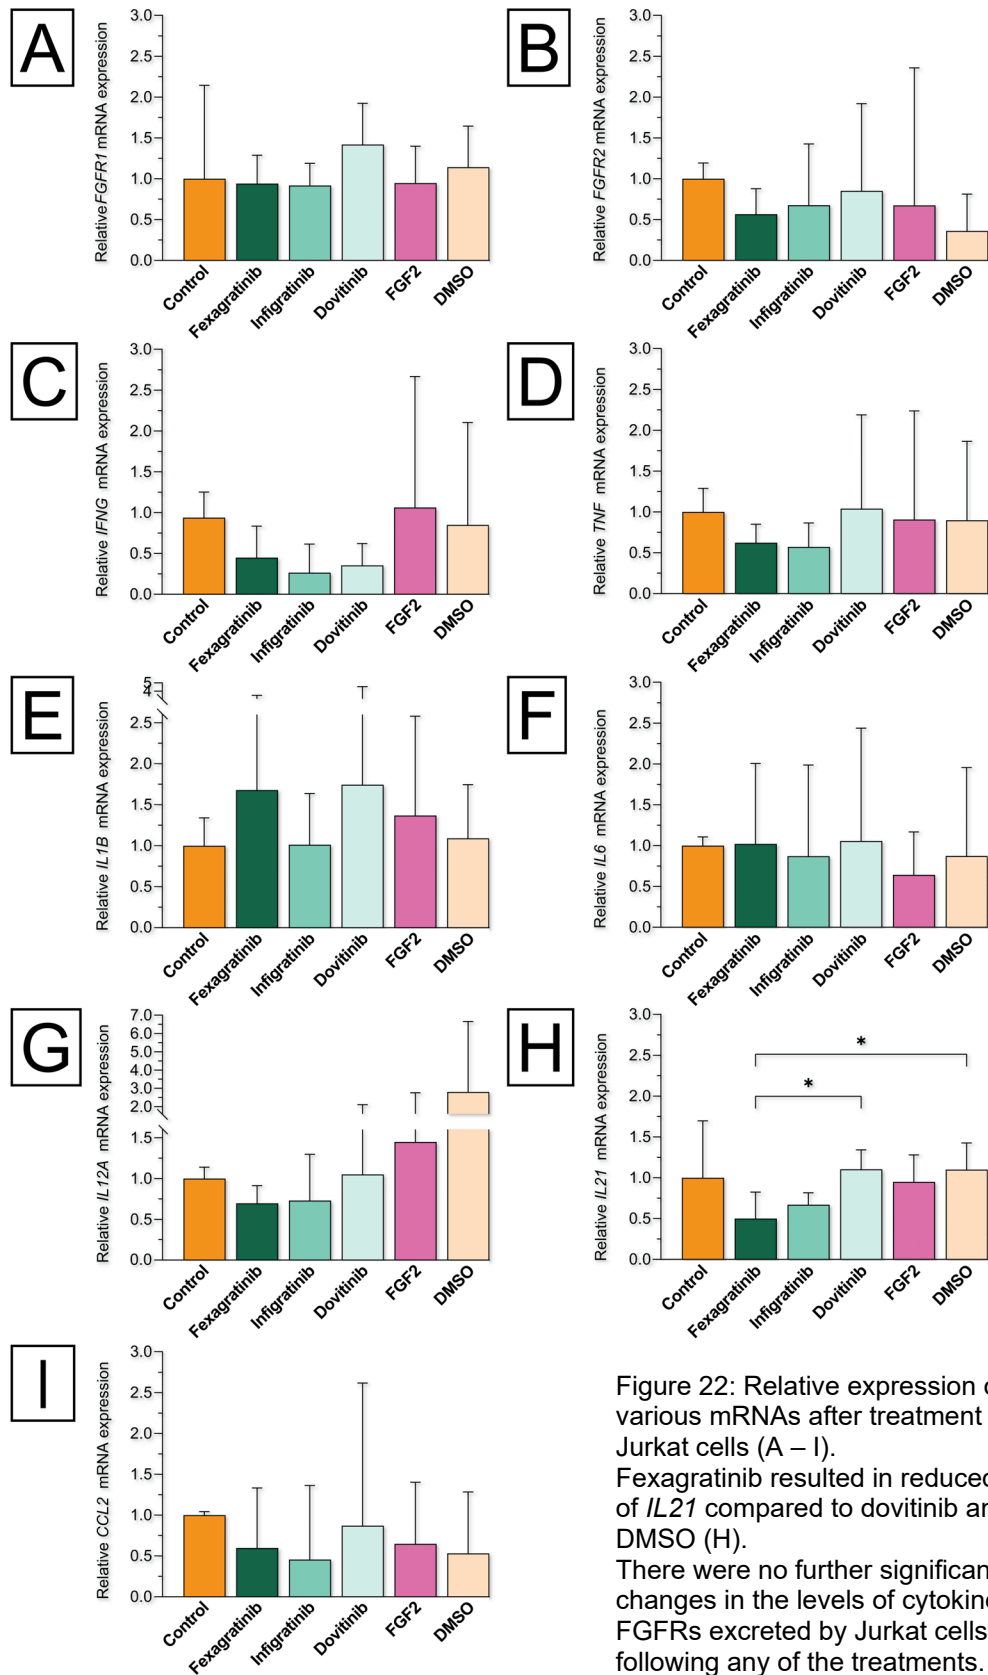 A
Relative FGFR1 mRNA expression
3.0
2.5
2.0
1.5
1.0
0.5
0.0
Control
Fexagratinib
Infigratinib
Dovitinib
FGF2
DMSO
B
Relative FGFR2 mRNA expression
3.0
2.5
2.0
1.5
1.0
0.5
0.0
Control
Fexagratinib
Infigratinib
Dovitinib
FGF2
DMSO
C
Relative IFNG mRNA expression
3.0
2.5
2.0
1.5
1.0
0.5
0.0
Control
Fexagratinib
Infigratinib
Dovitinib
FGF2
DMSO
D
Relative TNF mRNA expression
3.0
2.5
2.0
1.5
1.0
0.5
0.0
Control
Fexagratinib
Infigratinib
Dovitinib
FGF2
DMSO
E
Relative IL1B mRNA expression
5
4
2.5
2.0
1.5
1.0
0.5
0.0
Control
Fexagratinib
Infigratinib
Dovitinib
FGF2
DMSO
F
Relative IL6 mRNA expression
3.0
2.5
2.0
1.5
1.0
0.5
0.0
Control
Fexagratinib
Infigratinib
Dovitinib
FGF2
DMSO
G
Relative IL12A mRNA expression
7.0
6.0
5.0
4.0
3.0
2.0
1.5
1.0
0.5
0.0
Control
Fexagratinib
Infigratinib
Dovitinib
FGF2
DMSO
H
Relative IL21 mRNA expression
3.0
2.5
2.0
1.5
1.0
0.5
0.0
*
*
Control
Fexagratinib
Infigratinib
Dovitinib
FGF2
DMSO
I
Relative CCL2 mRNA expression
3.0
2.5
2.0
1.5
1.0
0.5
0.0
Control
Fexagratinib
Infigratinib
Dovitinib
FGF2
DMSO
Figure 22: Relative expression
various mRNAs after treatment
Jurkat cells (A – I).
Fexagratinib resulted in reduced
of IL21 compared to dovitinib an
DMSO (H).
There were no further significan
changes in the levels of cytokine
FGFRs excreted by Jurkat cells
following any of the treatments.